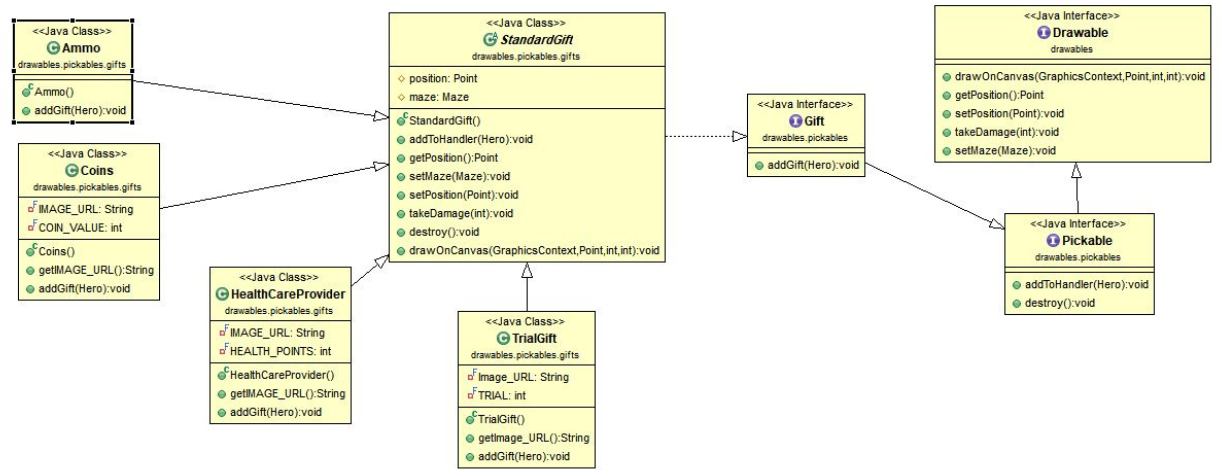 <<Java Class>>
Ammo
drawables.pickables.gifts
Ammo()
addGift(Hero):void
<<Java Class>>
Coins
drawables.pickables.gifts
IMAGE_URL: String
COIN_VALUE: int
Coins()
getIMAGE_URL():String
addGift(Hero):void
<<Java Class>>
HealthCareProvider
drawables.pickables.gifts
IMAGE_URL: String
HEALTH_POINTS: int
HealthCareProvider()
getIMAGE_URL():String
addGift(Hero):void
<<Java Class>>
StandardGift
drawables.pickables.gifts
position: Point
maze: Maze
StandardGift()
addToHandler(Hero):void
getPosition():Point
setMaze(Maze):void
setPosition(Point):void
takeDamage(int):void
destroy():void
drawOnCanvas(GraphicsContext,Point,int,int):void
<<Java Class>>
TrialGift
drawables.pickables.gifts
Image_URL: String
TRIAL: int
TrialGift()
getImage_URL():String
addGift(Hero):void
<<Java Interface>>
Gift
drawables.pickables
addGift(Hero):void
<<Java Interface>>
Drawable
drawables
drawOnCanvas(GraphicsContext,Point,int,int):void
getPosition():Point
setPosition(Point):void
takeDamage(int):void
setMaze(Maze):void
<<Java Interface>>
Pickable
drawables.pickables
addToHandler(Hero):void
destroy():void